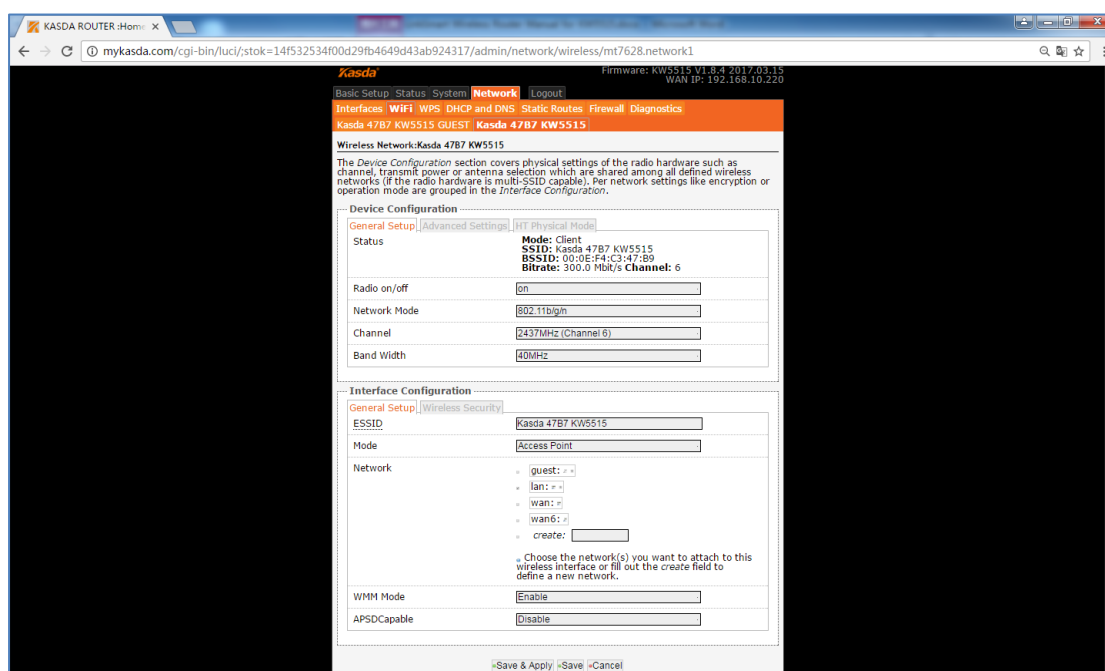 KASDA ROUTER :Home
mykasda.com/cgi-bin/luci/;stok=14f532534f00d29fb4649d43ab924317/admin/network/wireless/mt7628.network1
Kasda
Firmware: KW5515 V1.8.4 2017.03.15
WAN IP: 192.168.10.220
Basic Setup Status System Network Logout
Interfaces WiFi WPS DHCP and DNS Static Routes Firewall Diagnostics
Kasda 47B7 KW5515 GUEST Kasda 47B7 KW5515
Wireless Network:Kasda 47B7 KW5515
The Device Configuration section covers physical settings of the radio hardware such as
channel, transmit power or antenna selection which are shared among all defined wireless
networks (if the radio hardware is multi-SSID capable). Per network settings like encryption or
operation mode are grouped in the Interface Configuration.
Device Configuration
General Setup Advanced Settings HT Physical Mode
Status
Mode: Client
SSID: Kasda 47B7 KW5515
BSSID: 00:0E:F4:C3:47:B9
Bitrate: 300.0 Mbit/s Channel: 6
Radio on/off on
Network Mode 802.11b/g/n
Channel 2437MHz (Channel 6)
Band Width 40MHz
Interface Configuration
General Setup Wireless Security
ESSID Kasda 47B7 KW5515
Mode Access Point
Network
guest:
lan:
wan:
wan6:
create:
Choose the network(s) you want to attach to this
wireless interface or fill out the create field to
define a new network.
WMM Mode Enable
APSDCapable Disable
Save & Apply Save Cancel